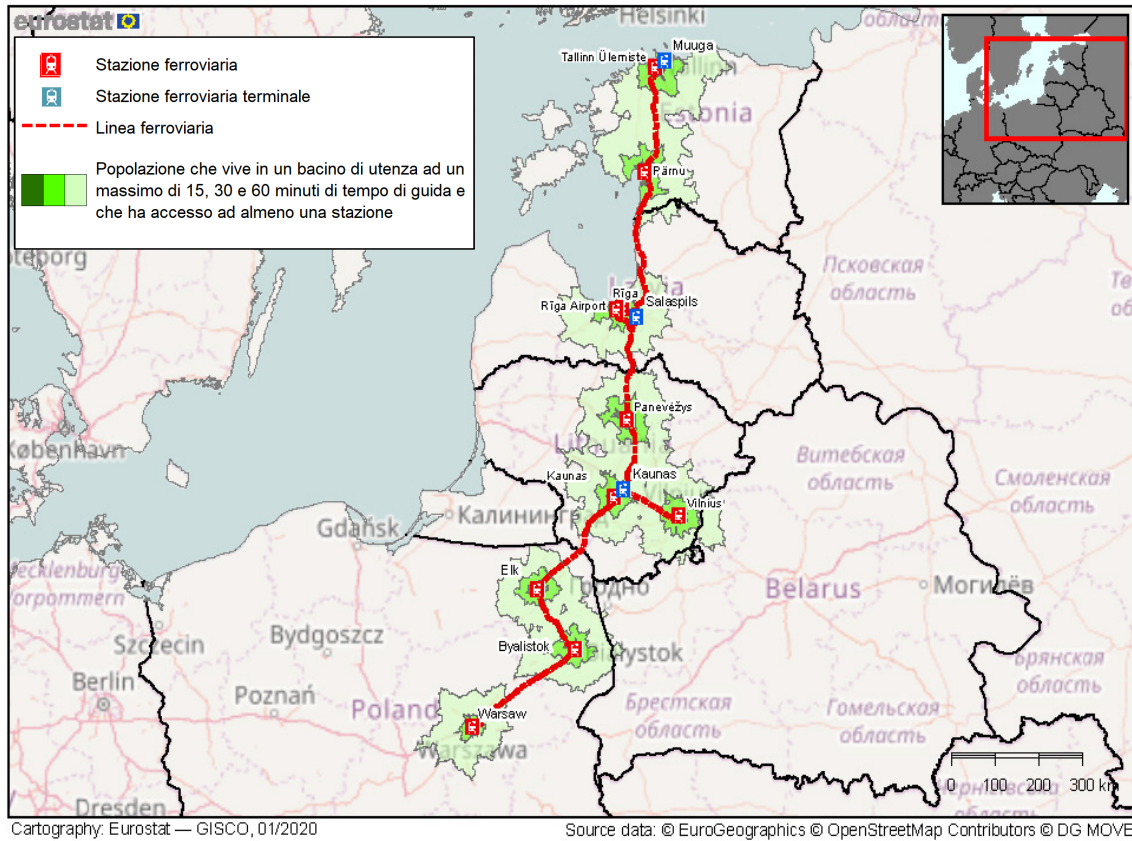 eurostat
Stazione ferroviaria
Stazione ferroviaria terminale
Linea ferroviaria
Popolazione che vive in un bacino di utenza ad un
massimo di 15, 30 e 60 minuti di tempo di guida e
che ha accesso ad almeno una stazione
Helsinki
область
Muuga
Tallinn Ülemiste
Tallinn
Estonia
Pärnu
Псковская
область
Rīga
Rīga Airport
Salaspils
København
Panevėžys
Lithuania
Kaunas
Kaunas
Vilnius
Витебская
область
Смоленская
область
Gdańsk
Калининград
Elk
Гродно
Belarus
Могилёв
Mecklenburg
Vorpommern
Szczecin
Bydgoszcz
Byalistok
Białystok
Брянская
область
Berlin
Poznań
Poland
Warsaw
Warszawa
Брестская
область
Гомельская
область
0 100 200 300 km
Dresden
область
Cartography: Eurostat — GISCO, 01/2020
Source data: © EuroGeographics © OpenStreetMap Contributors © DG MOVE